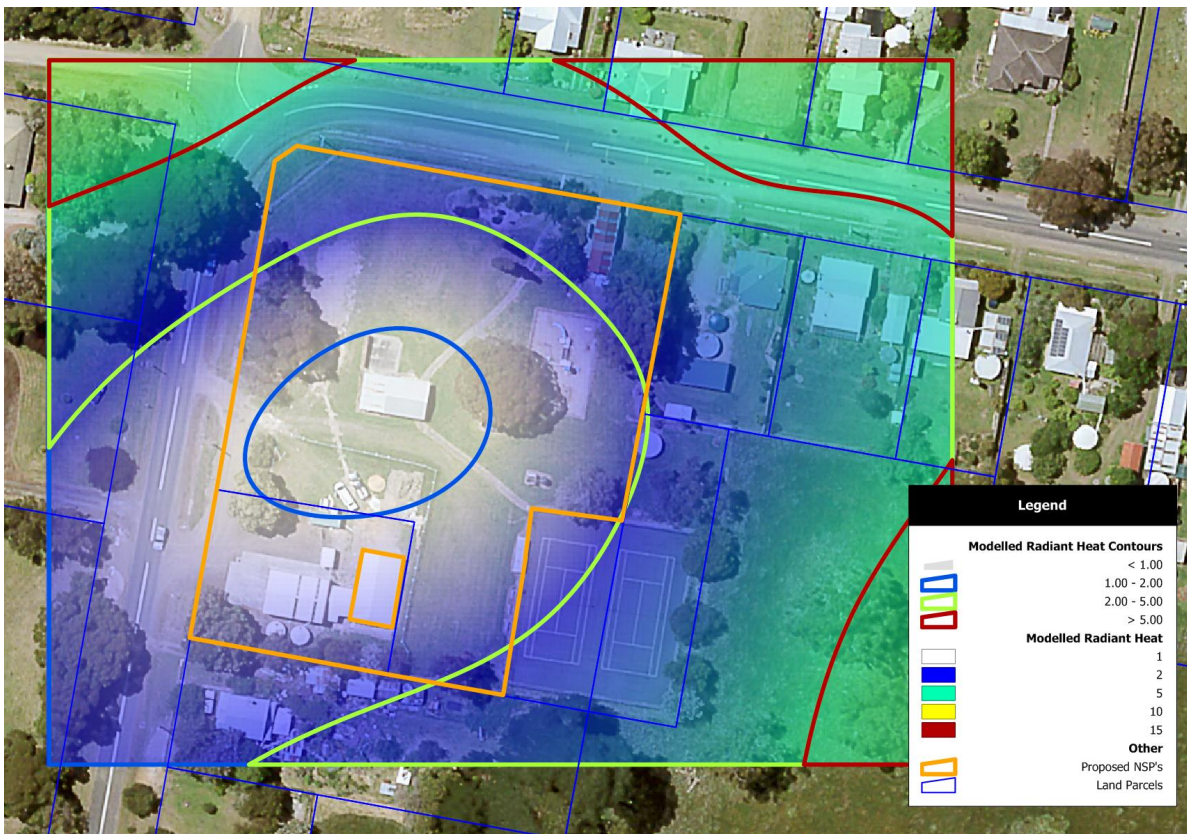 Legend
Modelled Radiant Heat Contours
< 1.00
1.00 - 2.00
2.00 - 5.00
> 5.00
Modelled Radiant Heat
1
2
5
10
15
Other
Proposed NSP's
Land Parcels